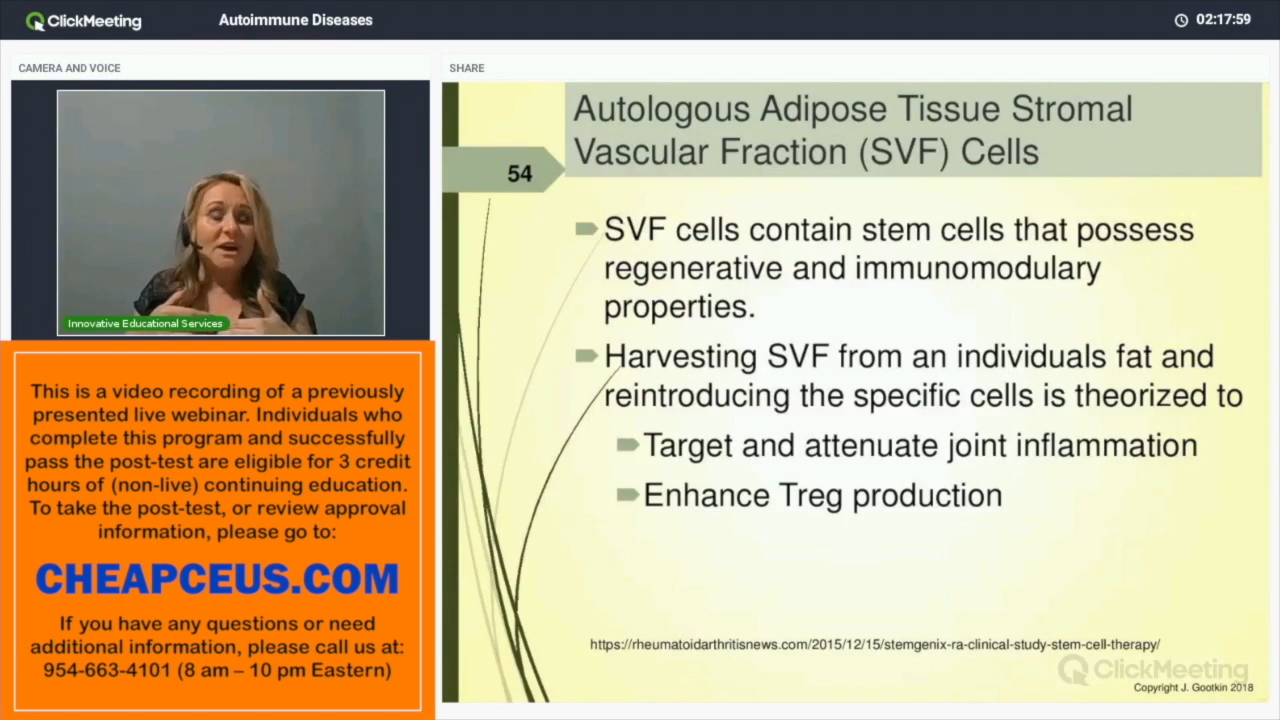 ClickMeeting
Autoimmune Diseases
02:17:59
CAMERA AND VOICE
SHARE
Innovative Educational Services
This is a video recording of a previously
presented live webinar. Individuals who
complete this program and successfully
pass the post-test are eligible for 3 credit
hours of (non-live) continuing education.
To take the post-test, or review approval
information, please go to:
CHEAPCEUS.COM
If you have any questions or need
additional information, please call us at:
954-663-4101 (8 am – 10 pm Eastern)
Autologous Adipose Tissue Stromal
Vascular Fraction (SVF) Cells
54
SVF cells contain stem cells that possess
regenerative and immunomodulary
properties.
Harvesting SVF from an individuals fat and
reintroducing the specific cells is theorized to
Target and attenuate joint inflammation
Enhance Treg production
https://rheumatoidarthritisnews.com/2015/12/15/stemgenix-ra-clinical-study-stem-cell-therapy/
ClickMeeting
Copyright J. Gootkin 2018